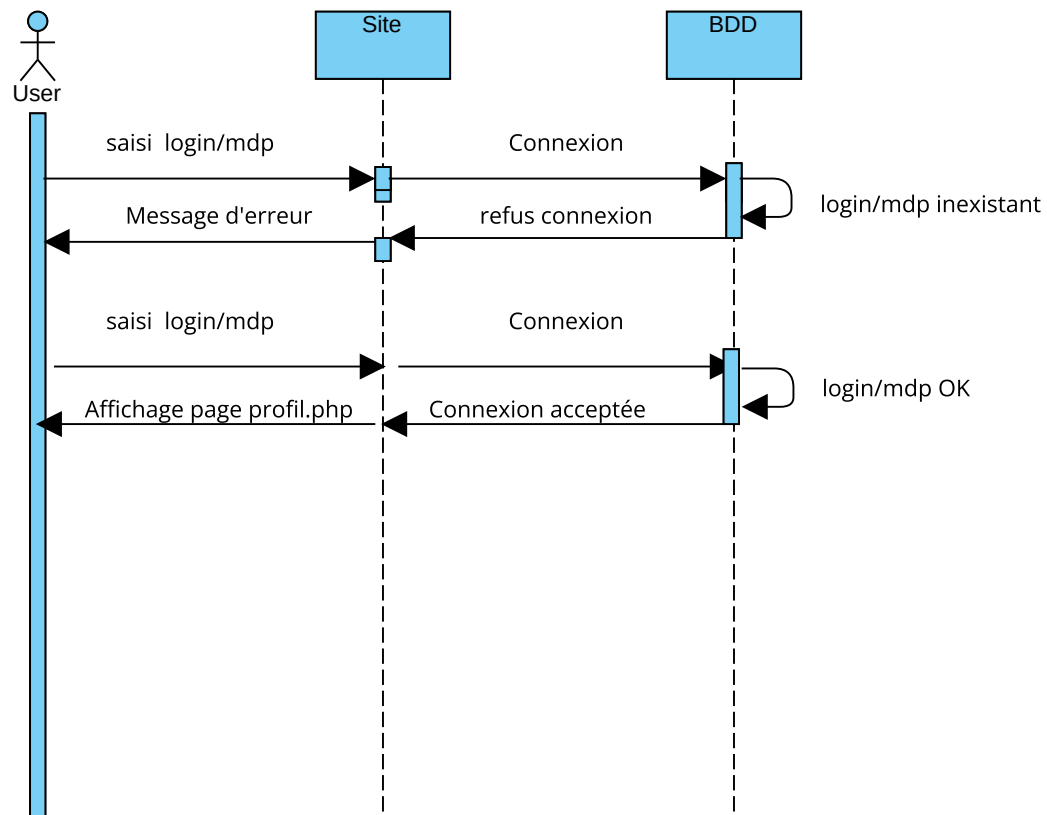 User
Site
BDD
saisi  login/mdp
Connexion
login/mdp inexistant
Message d'erreur
refus connexion
saisi  login/mdp
Connexion
login/mdp OK
Affichage page profil.php
Connexion acceptée